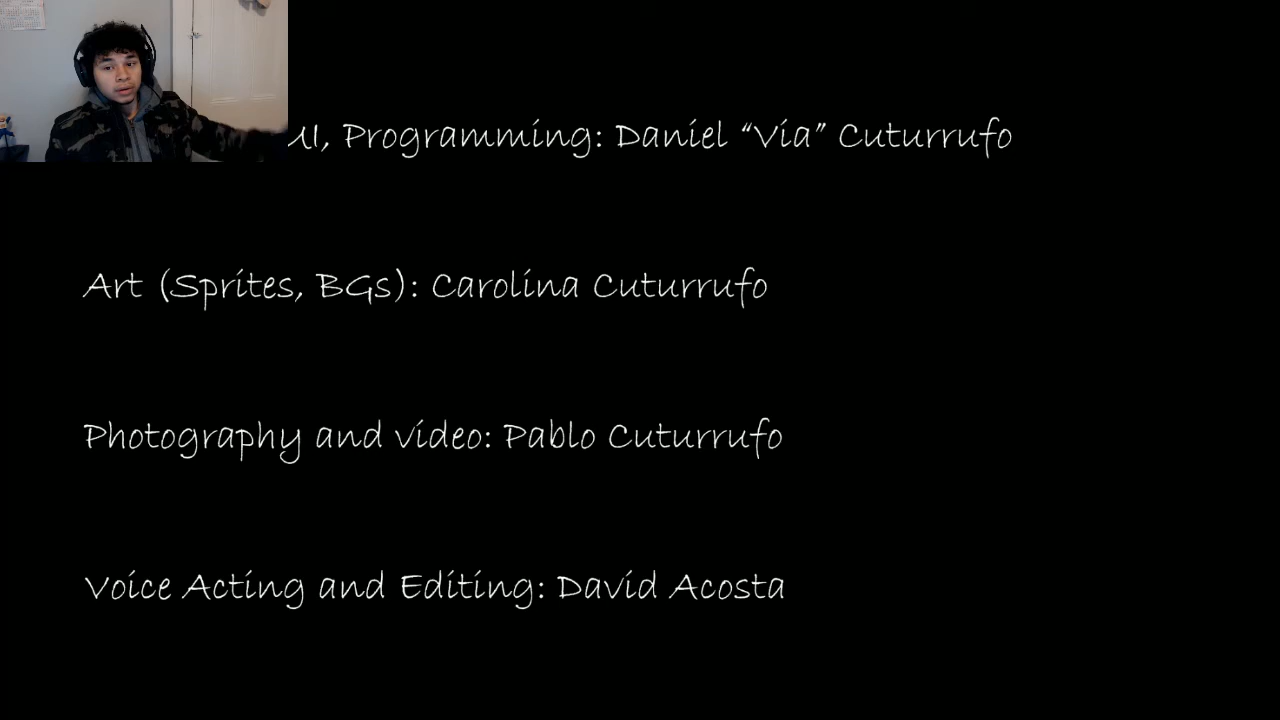 UI, Programming: Daniel “Via” Cuturrufo
Art (Sprites, BGs): Carolina Cuturrufo
Photography and video: Pablo Cuturrufo
Voice Acting and Editing: David Acosta